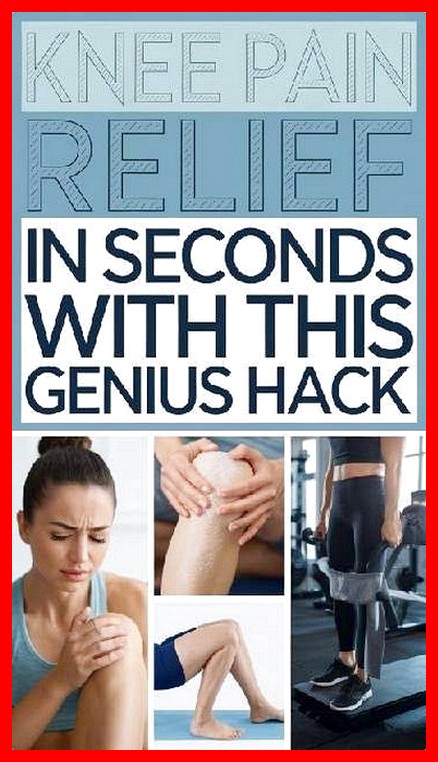 KNEE PAIN
RELIEF
IN SECONDS
WITH THIS
GENIUS HACK